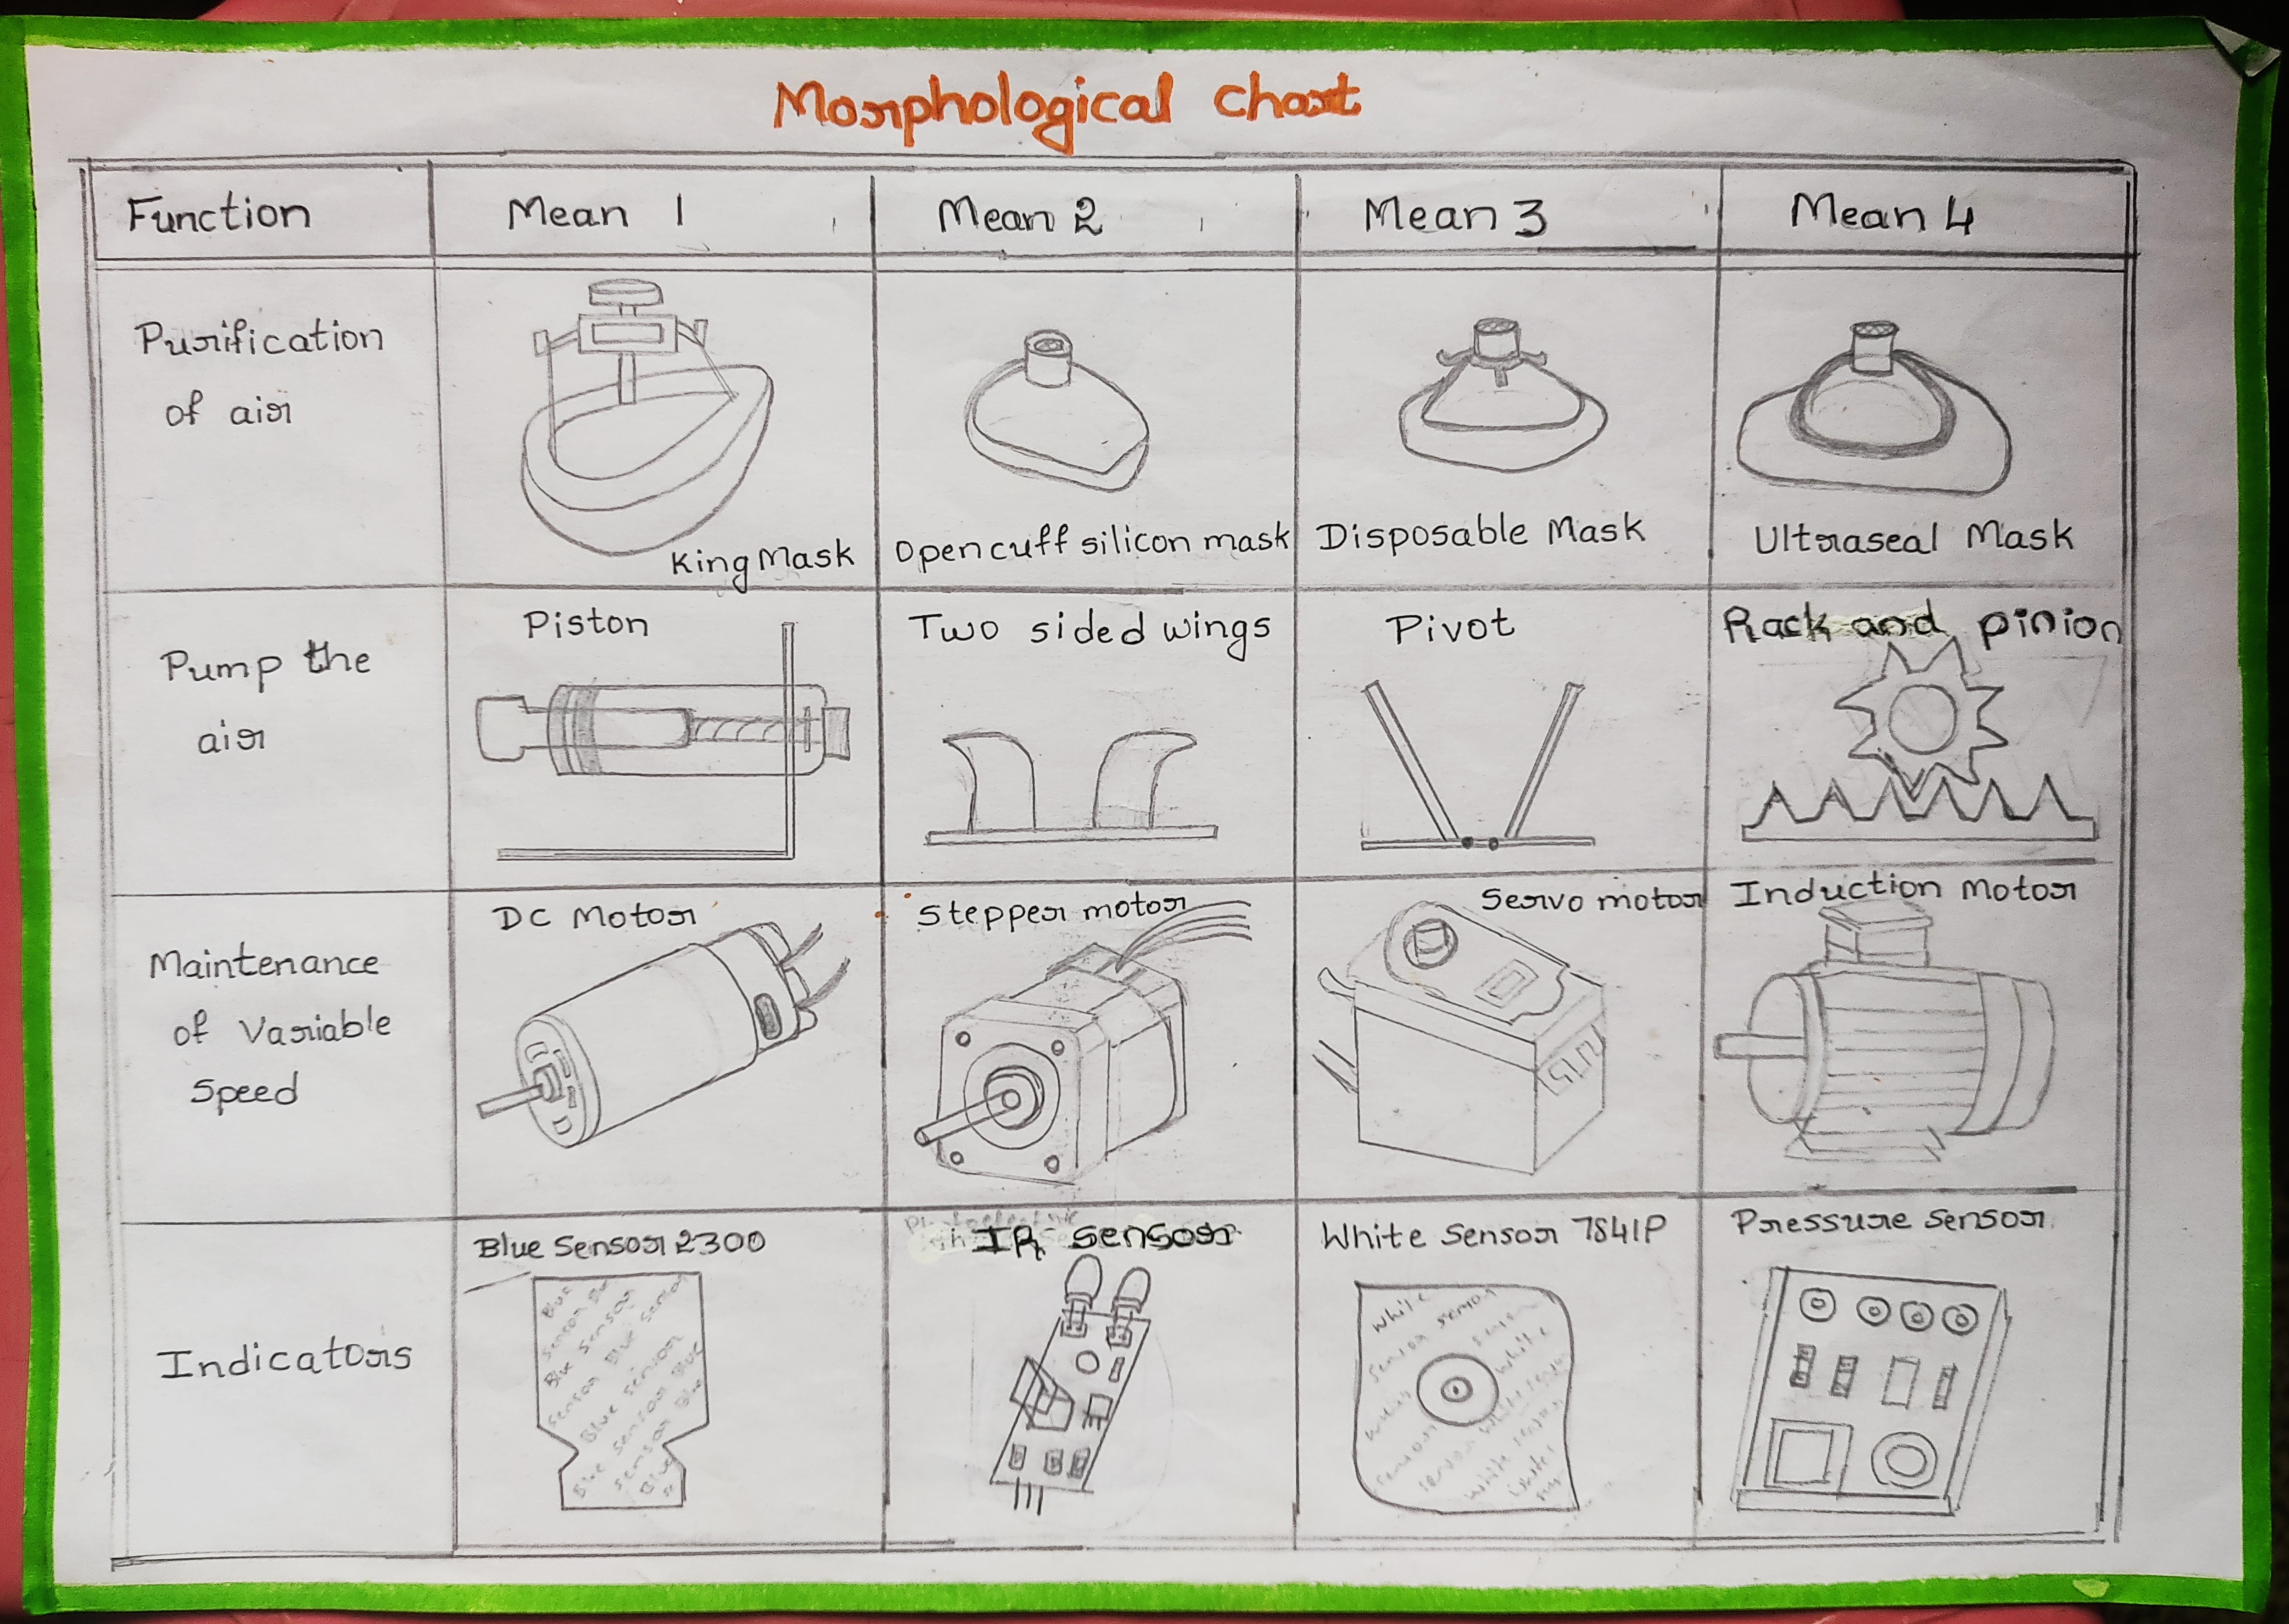 Morphological chart
Function
Mean 1
Mean 2
Mean 3
Mean 4
Purification
of air
King Mask
Open cuff silicon mask
Disposable Mask
Ultraseal Mask
Pump the
air
Piston
Two sided wings
Pivot
Rack and pinion
Maintenance
of Variable
Speed
DC Motor
Stepper motor
Servo motor
Induction Motor
Indicators
Blue Sensor 2300
IR sensor
White Sensor 7841P
Pressure sensor
Blue
Sensor
Blue Sensor
Sensor Blue Sensor
Blue Sensor
Blue Sensor Blue
Sensor Blue
Blue
White
Sensor
White
White
Sensor White
White Sensor
White